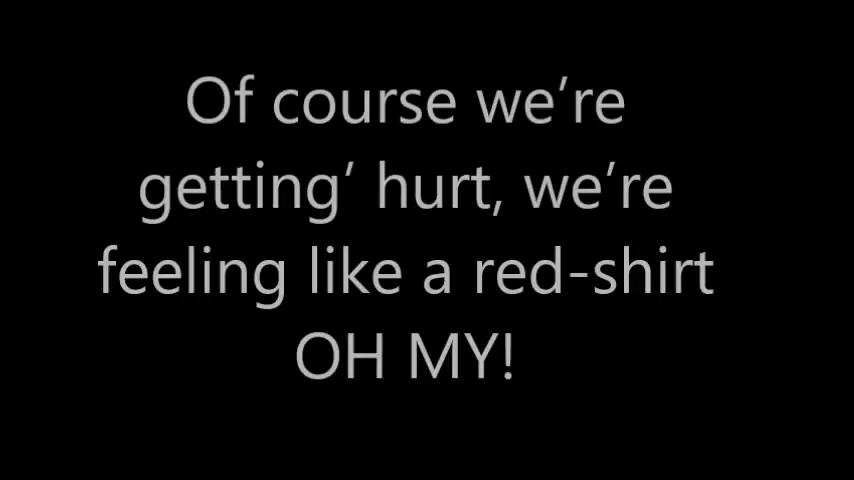 Of course we’re
getting’ hurt, we’re
feeling like a red-shirt
OH MY!